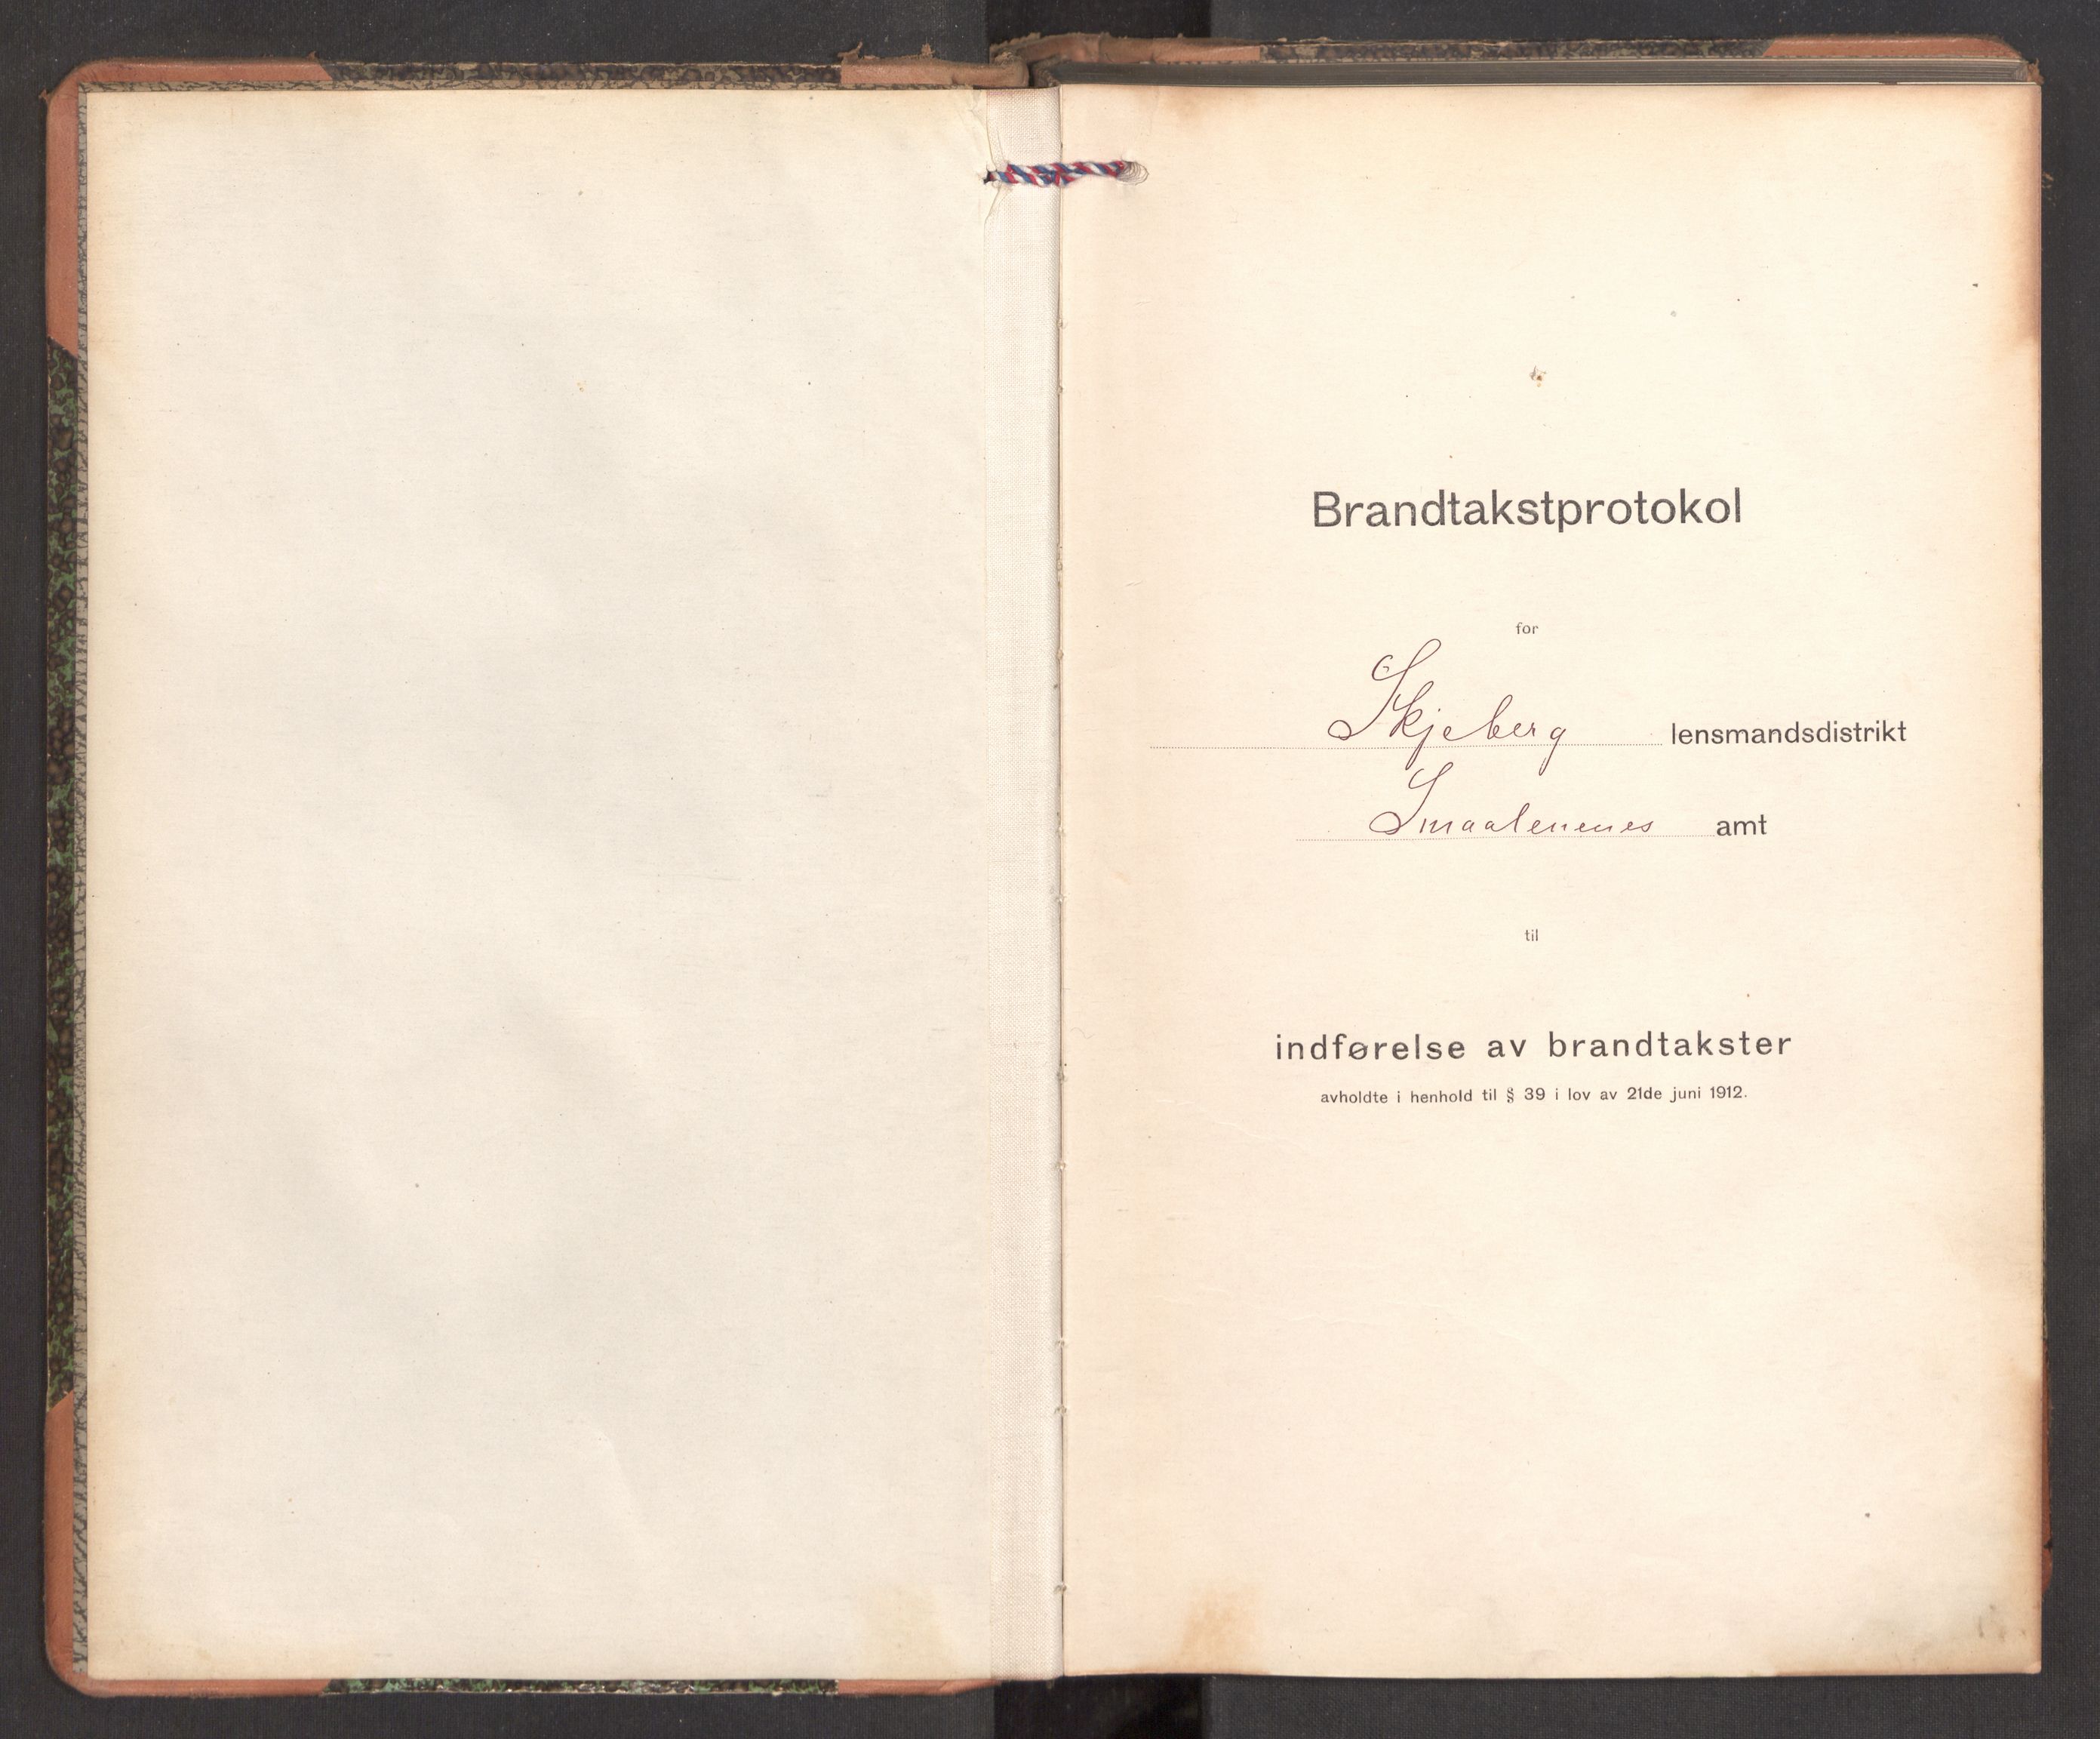 Brandtakstprotokol
for
Skjeberg lensmandsdistrikt
Smaalenenes amt
til
indførelse av brandtakster
avholdte i henhold til § 39 i lov av 21de juni 1912.